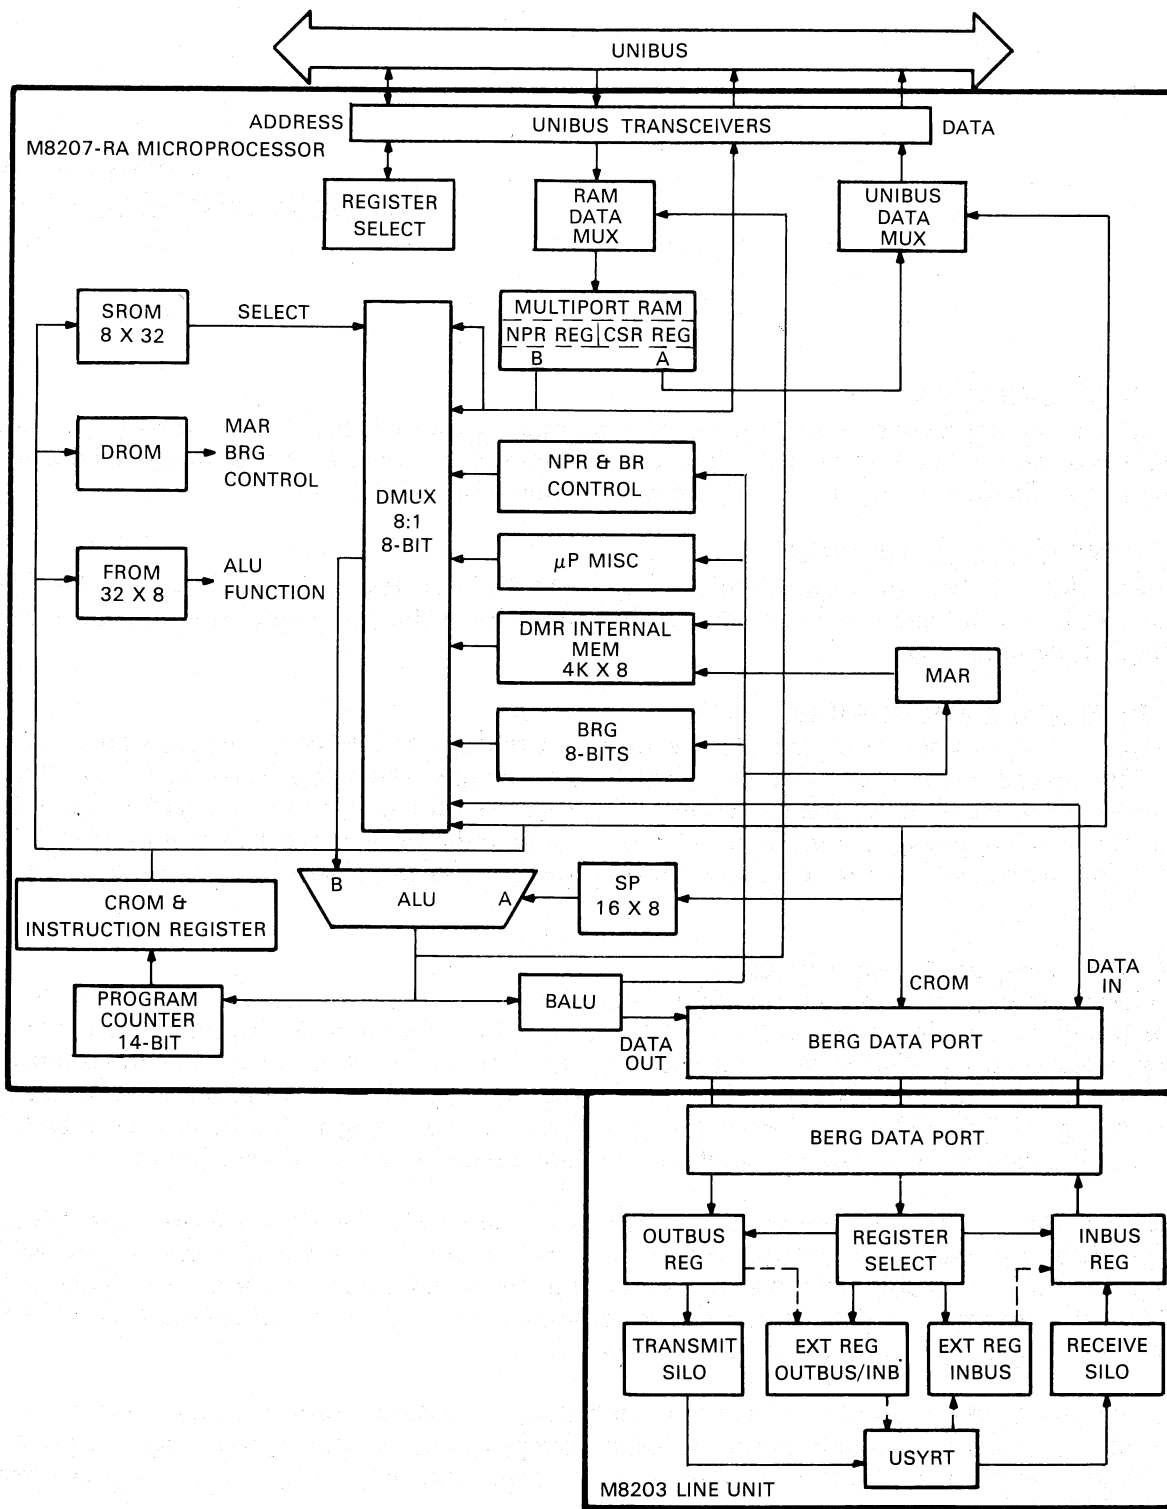 UNIBUS
ADDRESS
UNIBUS TRANSCEIVERS
DATA
M8207-RA MICROPROCESSOR
REGISTER
SELECT
RAM
DATA
MUX
UNIBUS
DATA
MUX
SROM
8 X 32
SELECT
MULTIPORT RAM
NPR REG CSR REG
B A
DROM
MAR
BRG
CONTROL
FROM
32 X 8
ALU
FUNCTION
DMUX
8:1
8-BIT
NPR & BR
CONTROL
μP MISC
DMR INTERNAL
MEM
4K X 8
MAR
BRG
8-BITS
CROM &
INSTRUCTION REGISTER
B ALU A
SP
16 X 8
PROGRAM
COUNTER
14-BIT
BALU
DATA
OUT
CROM
DATA
IN
BERG DATA PORT
BERG DATA PORT
OUTBUS
REG
REGISTER
SELECT
INBUS
REG
TRANSMIT
SILO
EXT REG
OUTBUS/INB
EXT REG
INBUS
RECEIVE
SILO
USYRT
M8203 LINE UNIT